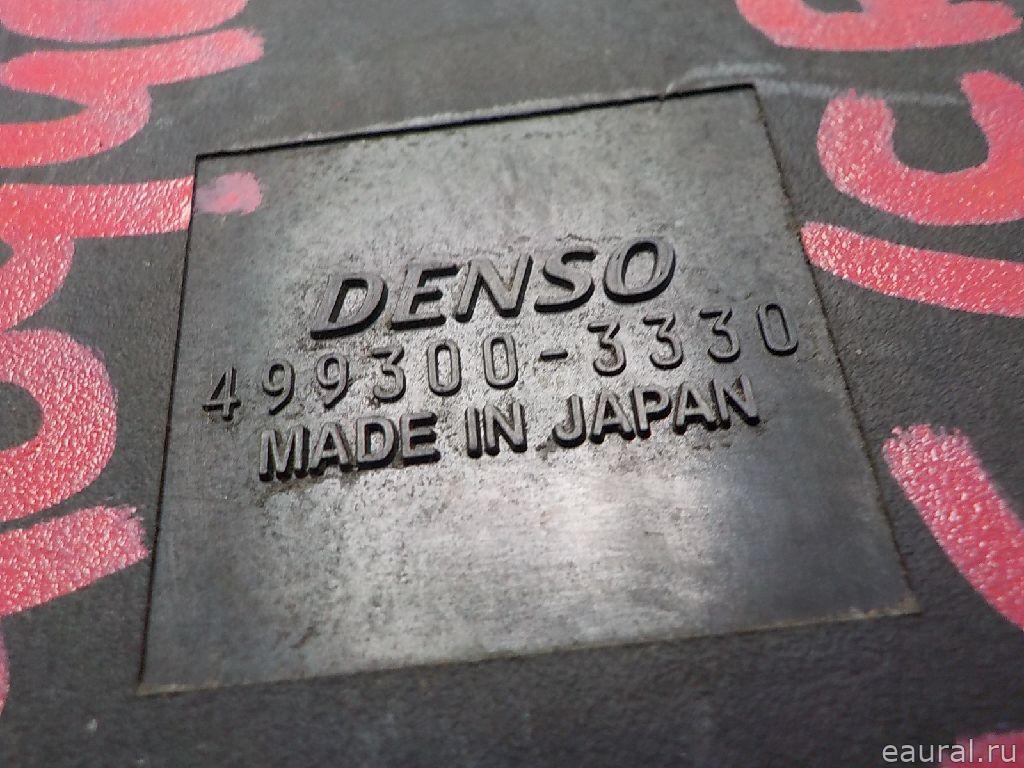 DENSO
499300-3330
MADE IN JAPAN
eaural.ru